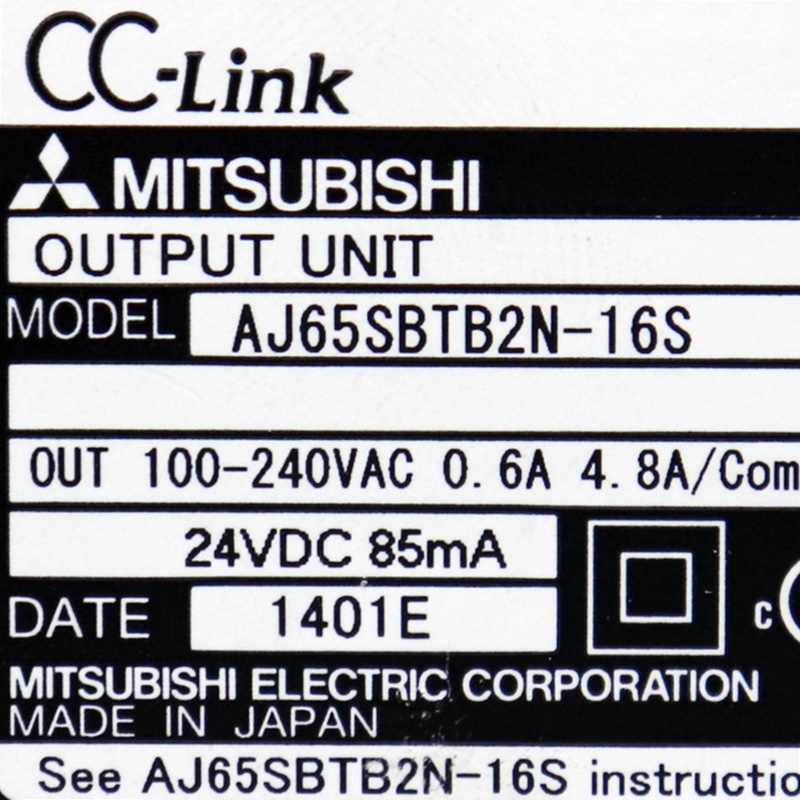 CC-Link
MITSUBISHI
OUTPUT UNIT
MODEL AJ65SBTB2N-16S
OUT 100-240VAC 0.6A 4.8A/Com
24VDC 85mA
DATE 1401E
C
MITSUBISHI ELECTRIC CORPORATION
MADE IN JAPAN
See AJ65SBTB2N-16S instructio